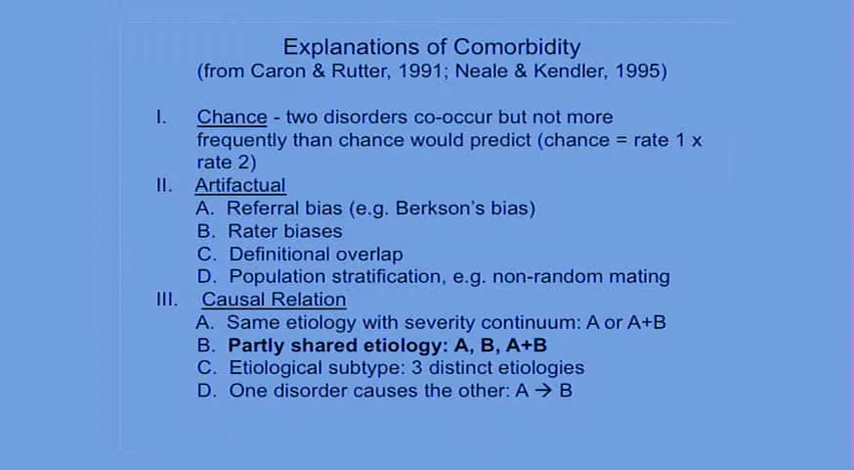 Explanations of Comorbidity
(from Caron & Rutter, 1991; Neale & Kendler, 1995)
I. Chance - two disorders co-occur but not more
frequently than chance would predict (chance = rate 1 x
rate 2)
II. Artifactual
A. Referral bias (e.g. Berkson's bias)
B. Rater biases
C. Definitional overlap
D. Population stratification, e.g. non-random mating
III. Causal Relation
A. Same etiology with severity continuum: A or A+B
B. Partly shared etiology: A, B, A+B
C. Etiological subtype: 3 distinct etiologies
D. One disorder causes the other: A → B